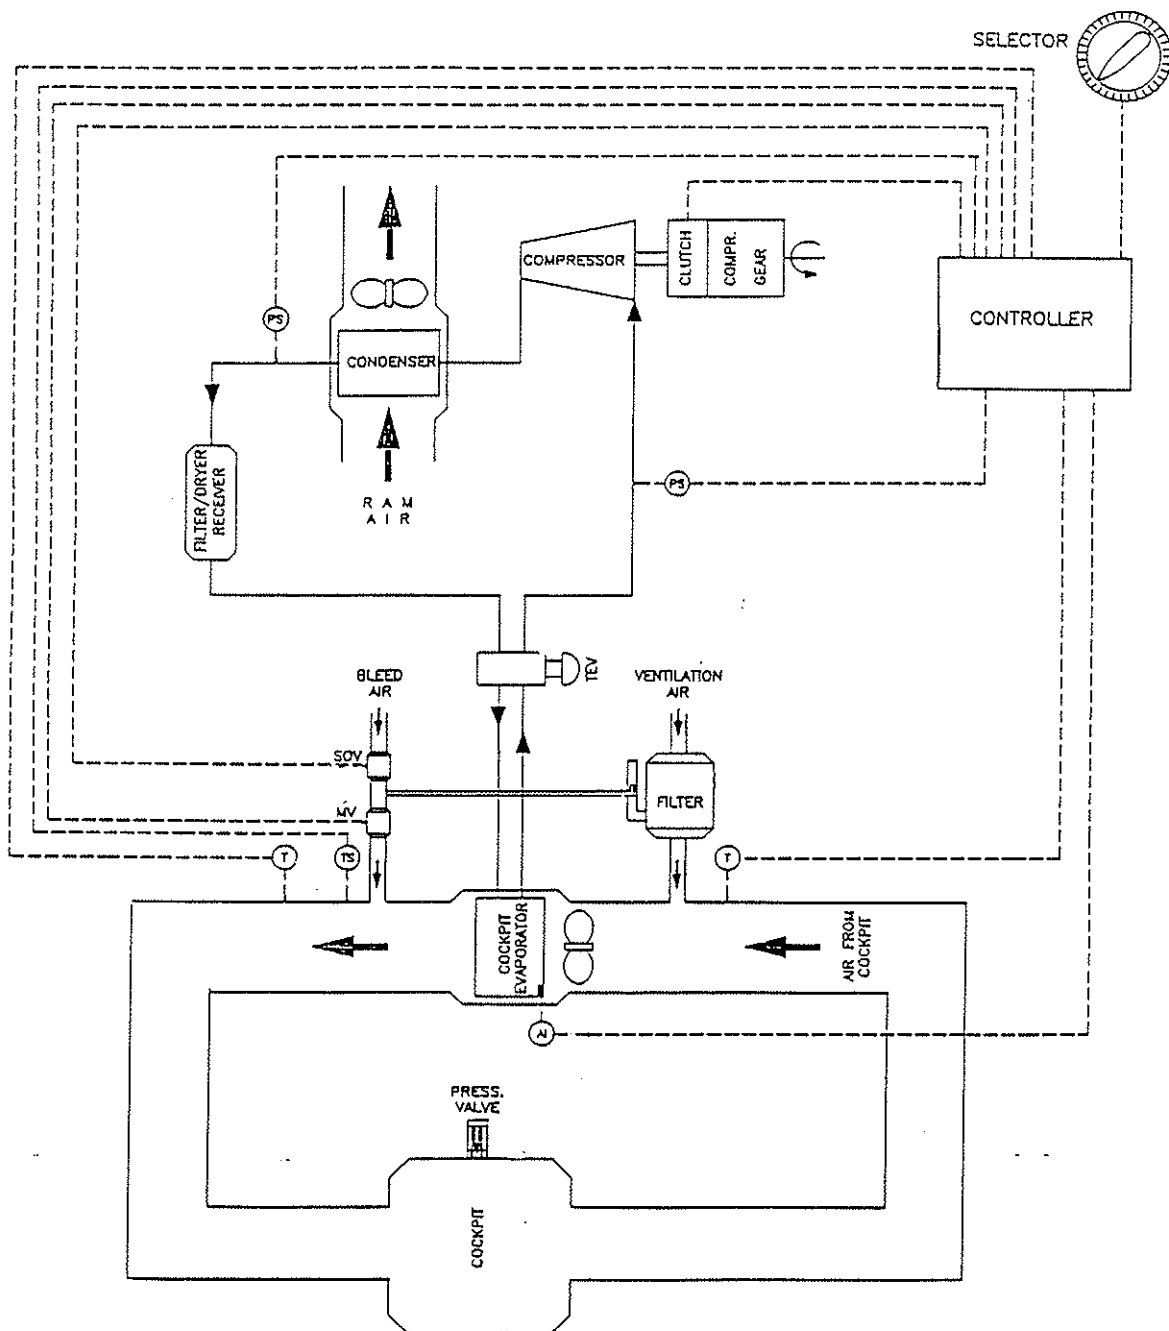 SELECTOR
COMPRESSOR
CLUTCH
COMPR.
GEAR
CONTROLLER
PS
CONDENSER
FILTER/DRYER
RECEIVER
RAM
AIR
PS
TEV
BLEED
AIR
VENTILATION
AIR
SOV
MV
FILTER
T
TS
T
COCKPIT
EVAPORATOR
AIR FROM
COCKPIT
PRESS.
VALVE
COCKPIT